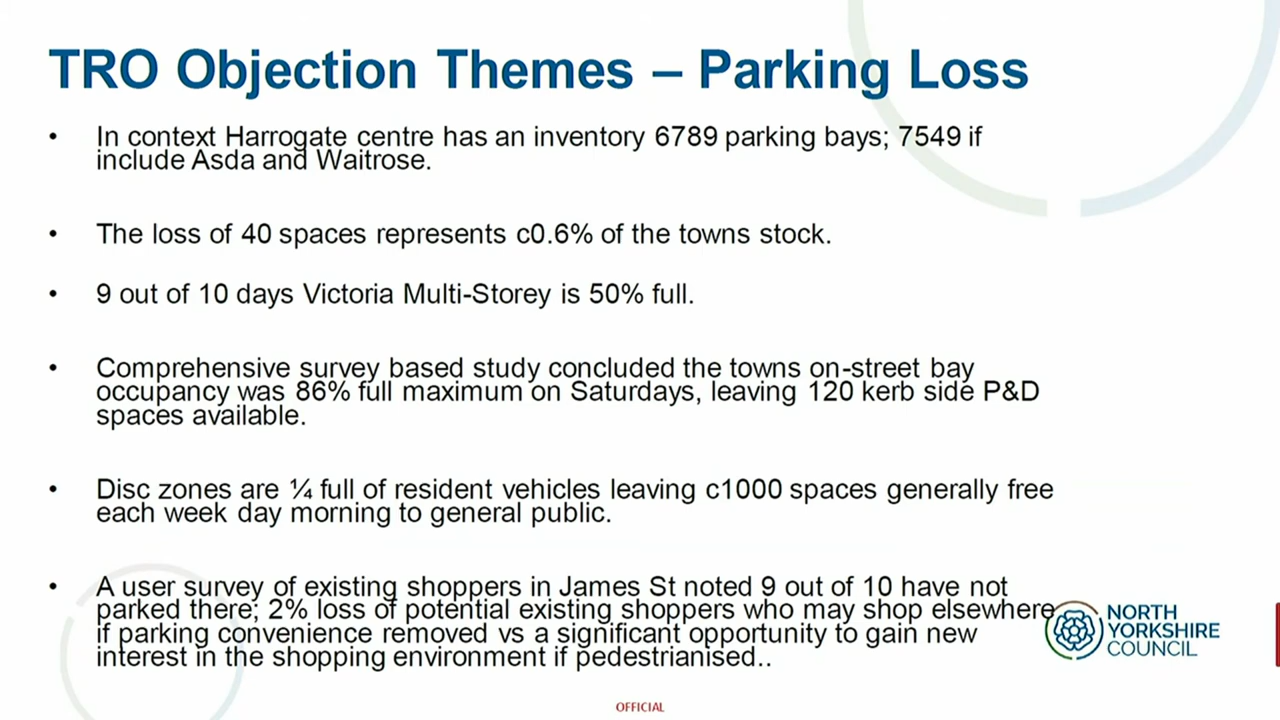 TRO Objection Themes – Parking Loss
• In context Harrogate centre has an inventory 6789 parking bays; 7549 if
include Asda and Waitrose.
• The loss of 40 spaces represents c0.6% of the towns stock.
• 9 out of 10 days Victoria Multi-Storey is 50% full.
• Comprehensive survey based study concluded the towns on-street bay
occupancy was 86% full maximum on Saturdays, leaving 120 kerb side P&D
spaces available.
• Disc zones are ¼ full of resident vehicles leaving c1000 spaces generally free
each week day morning to general public.
• A user survey of existing shoppers in James St noted 9 out of 10 have not
parked there; 2% loss of potential existing shoppers who may shop elsewhere
if parking convenience removed vs a significant opportunity to gain new
interest in the shopping environment if pedestrianised..
NORTH
YORKSHIRE
COUNCIL
OFFICIAL